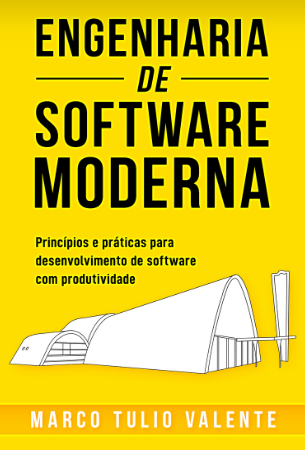 ENGENHARIA
DE
SOFTWARE
MODERNA
Princípios e práticas para
desenvolvimento de software
com produtividade
MARCO TULIO VALENTE